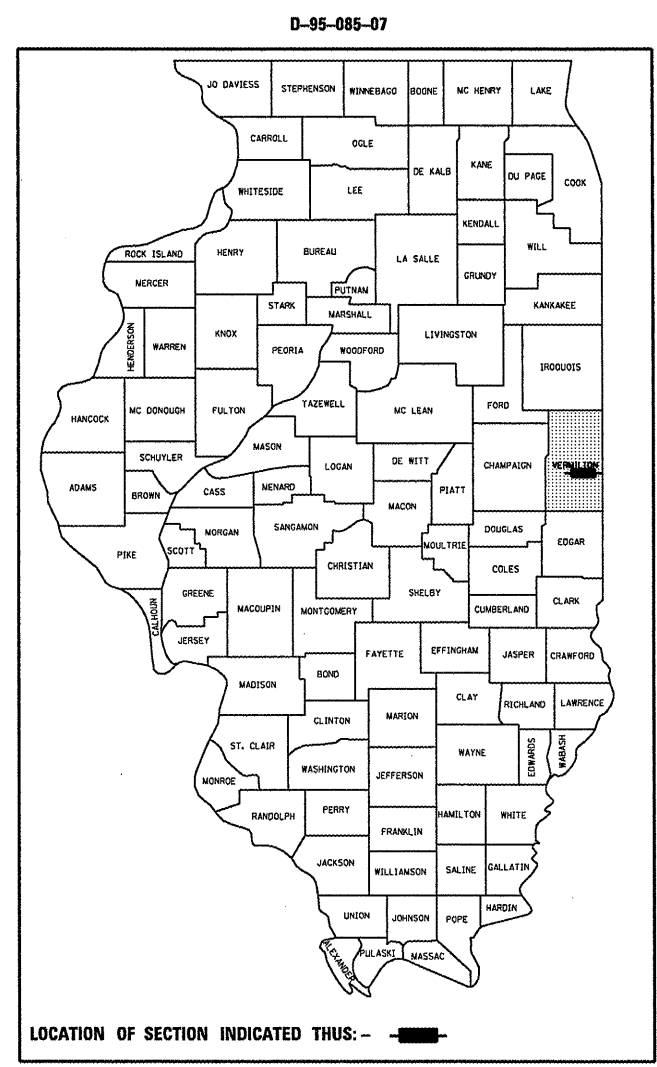 D-95-085-07
JO DAVIESS
STEPHENSON
WINNEBAGO
BOONE
MC HENRY
LAKE
CARROLL
OGLE
DE KALB
KANE
DU PAGE
COOK
WHITESIDE
LEE
KENDALL
ROCK ISLAND
HENRY
BUREAU
LA SALLE
WILL
GRUNDY
MERCER
PUTNAM
STARK
MARSHALL
KANKAKEE
HENDERSON
WARREN
KNOX
PEORIA
WOODFORD
LIVINGSTON
IROQUOIS
HANCOCK
MC DONOUGH
FULTON
TAZEWELL
MC LEAN
FORD
SCHUYLER
MASON
LOGAN
DE WITT
CHAMPAIGN
VERMILION
ADAMS
BROWN
CASS
MENARD
PIATT
MACON
MORGAN
SANGAMON
DOUGLAS
EDGAR
PIKE
SCOTT
CHRISTIAN
MOULTRIE
COLES
GREENE
MACOUPIN
MONTGOMERY
SHELBY
CUMBERLAND
CLARK
CALHOUN
JERSEY
FAYETTE
EFFINGHAM
JASPER
CRAWFORD
MADISON
BOND
CLAY
RICHLAND
LAWRENCE
CLINTON
MARION
ST. CLAIR
WAYNE
EDWARDS
WABASH
MONROE
WASHINGTON
JEFFERSON
RANDOLPH
PERRY
HAMILTON
WHITE
FRANKLIN
JACKSON
WILLIAMSON
SALINE
GALLATIN
UNION
JOHNSON
POPE
HARDIN
ALEXANDER
PULASKI
MASSAC
LOCATION OF SECTION INDICATED THUS: -